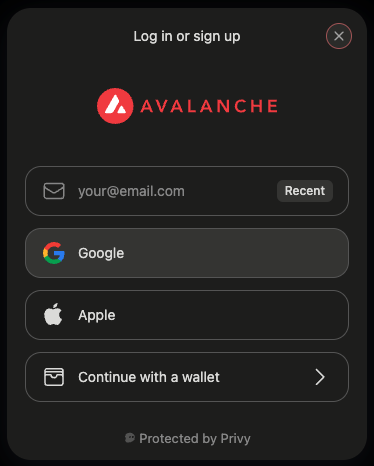 Log in or sign up
AVALANCHE
your@email.com Recent
Google
Apple
Continue with a wallet
Protected by Privy